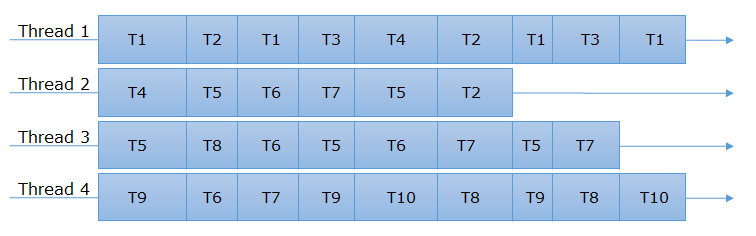 Thread 1 T1 T2 T1 T3 T4 T2 T1 T3 T1
Thread 2 T4 T5 T6 T7 T5 T2
Thread 3 T5 T8 T6 T5 T6 T7 T5 T7
Thread 4 T9 T6 T7 T9 T10 T8 T9 T8 T10